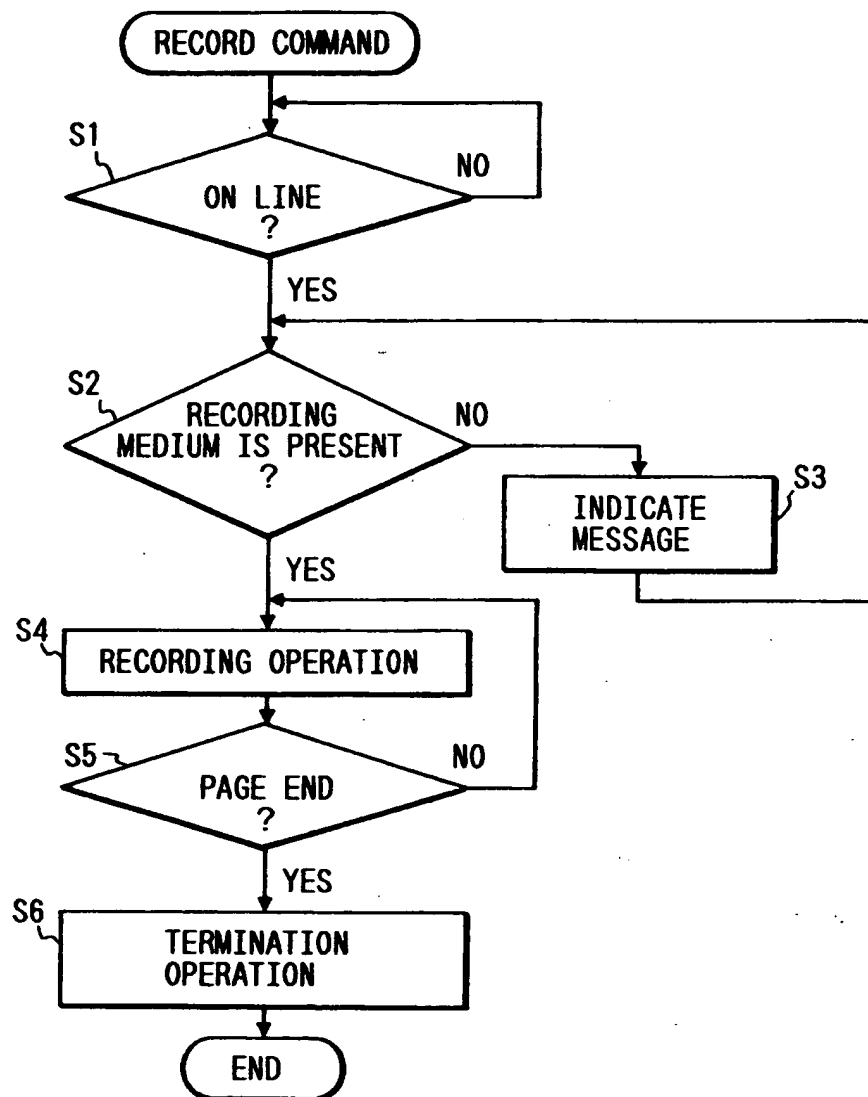 RECORD COMMAND
S1
NO
ON LINE
?
YES
S2
NO
RECORDING
MEDIUM IS PRESENT
?
S3
INDICATE
MESSAGE
YES
S4
RECORDING OPERATION
S5
NO
PAGE END
?
YES
S6
TERMINATION
OPERATION
END